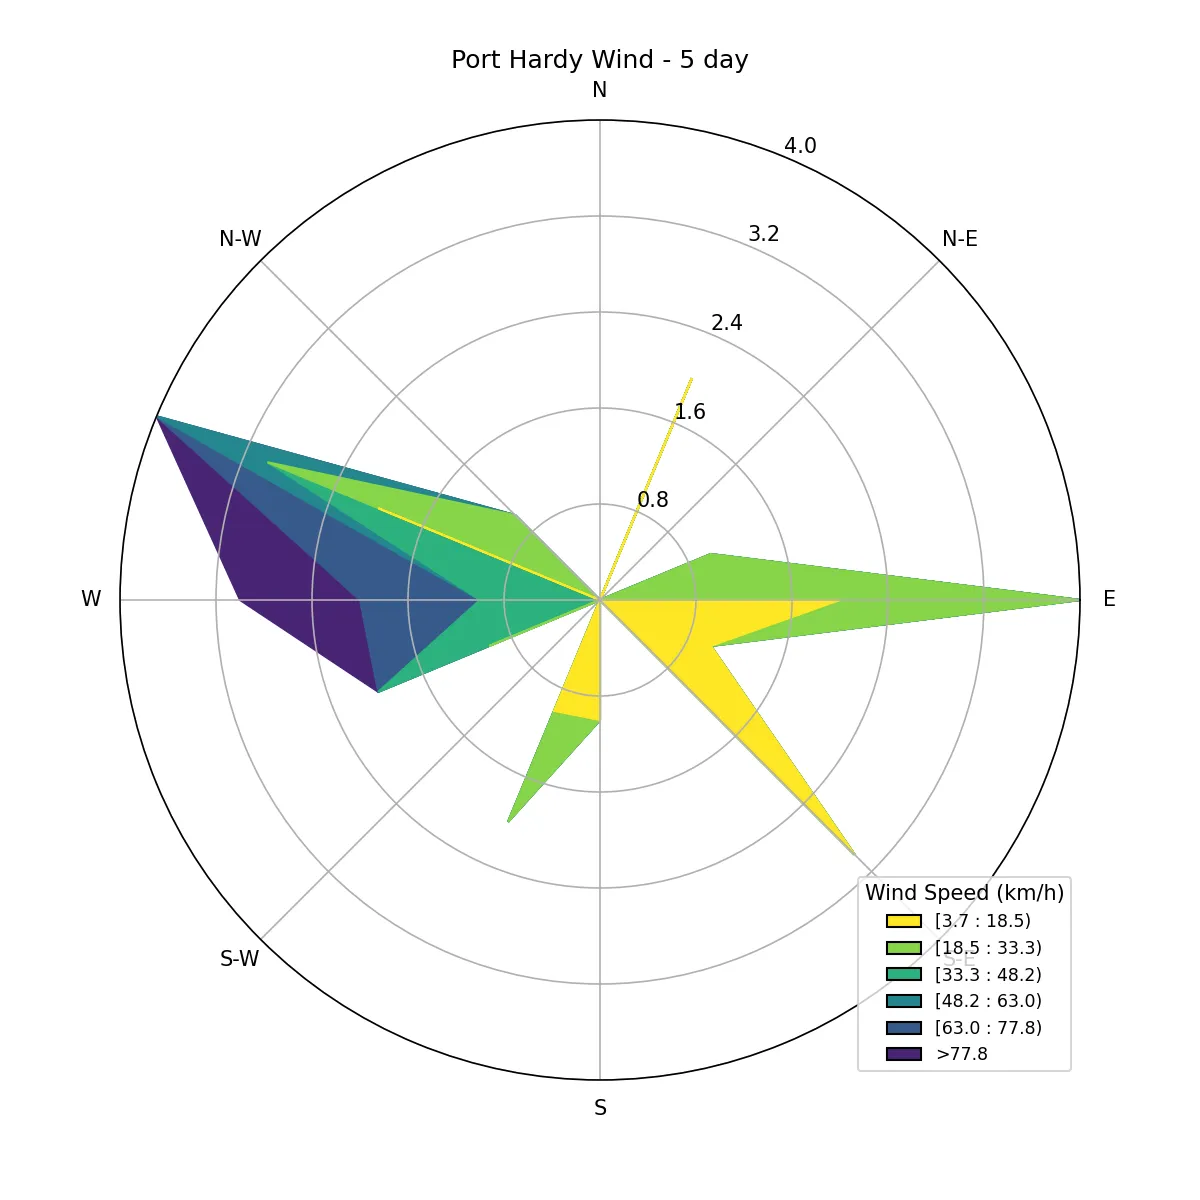 Port Hardy Wind - 5 day
N
4.0
N-W
3.2
N-E
2.4
1.6
0.8
W
E
Wind Speed (km/h)
[3.7 : 18.5)
[18.5 : 33.3)
S-W
S-E
[33.3 : 48.2)
[48.2 : 63.0)
[63.0 : 77.8)
>77.8
S